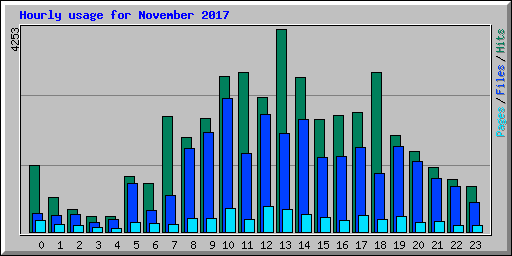 Hourly usage for November 2017
4253
Pages/Files/Hits
0 1 2 3 4 5 6 7 8 9 10 11 12 13 14 15 16 17 18 19 20 21 22 23